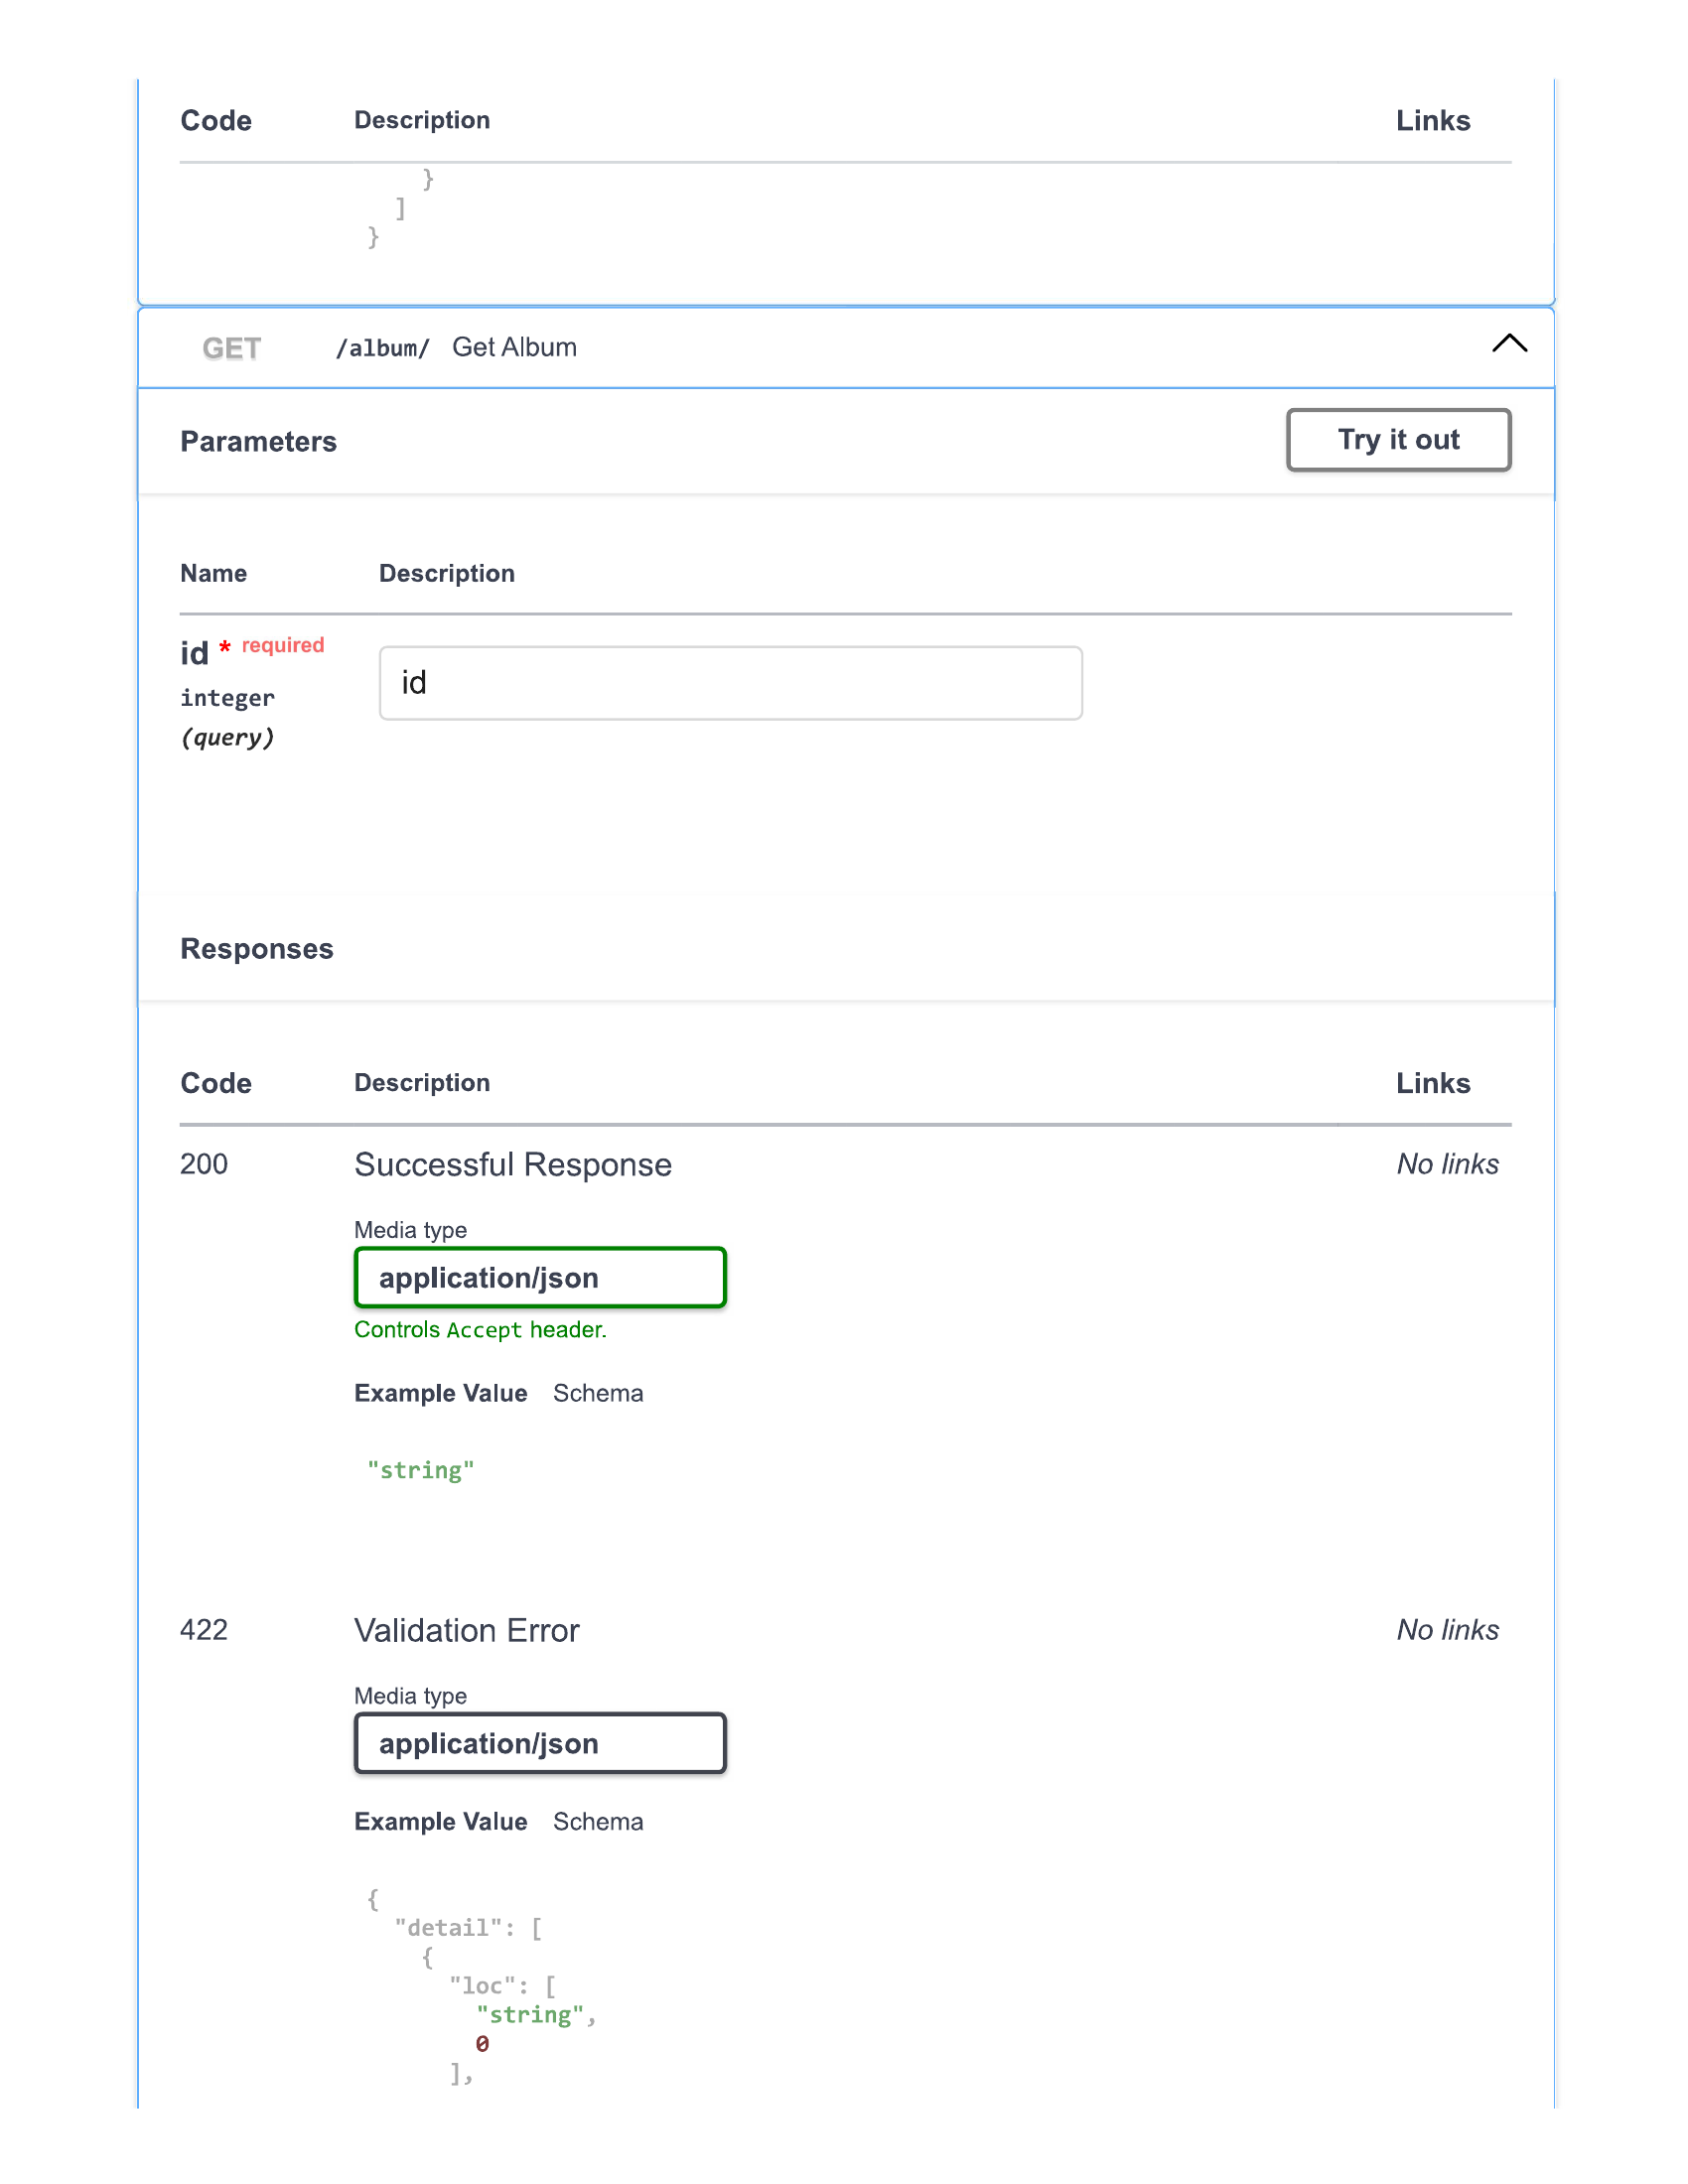 Code Description Links
}
]
}
GET /album/ Get Album
Parameters Try it out
Name Description
id * required
integer
(query)
id
Responses
Code Description Links
200 Successful Response No links
Media type
application/json
Controls Accept header.
Example Value Schema
"string"
422 Validation Error No links
Media type
application/json
Example Value Schema
{
"detail": [
{
"loc": [
"string",
0
],